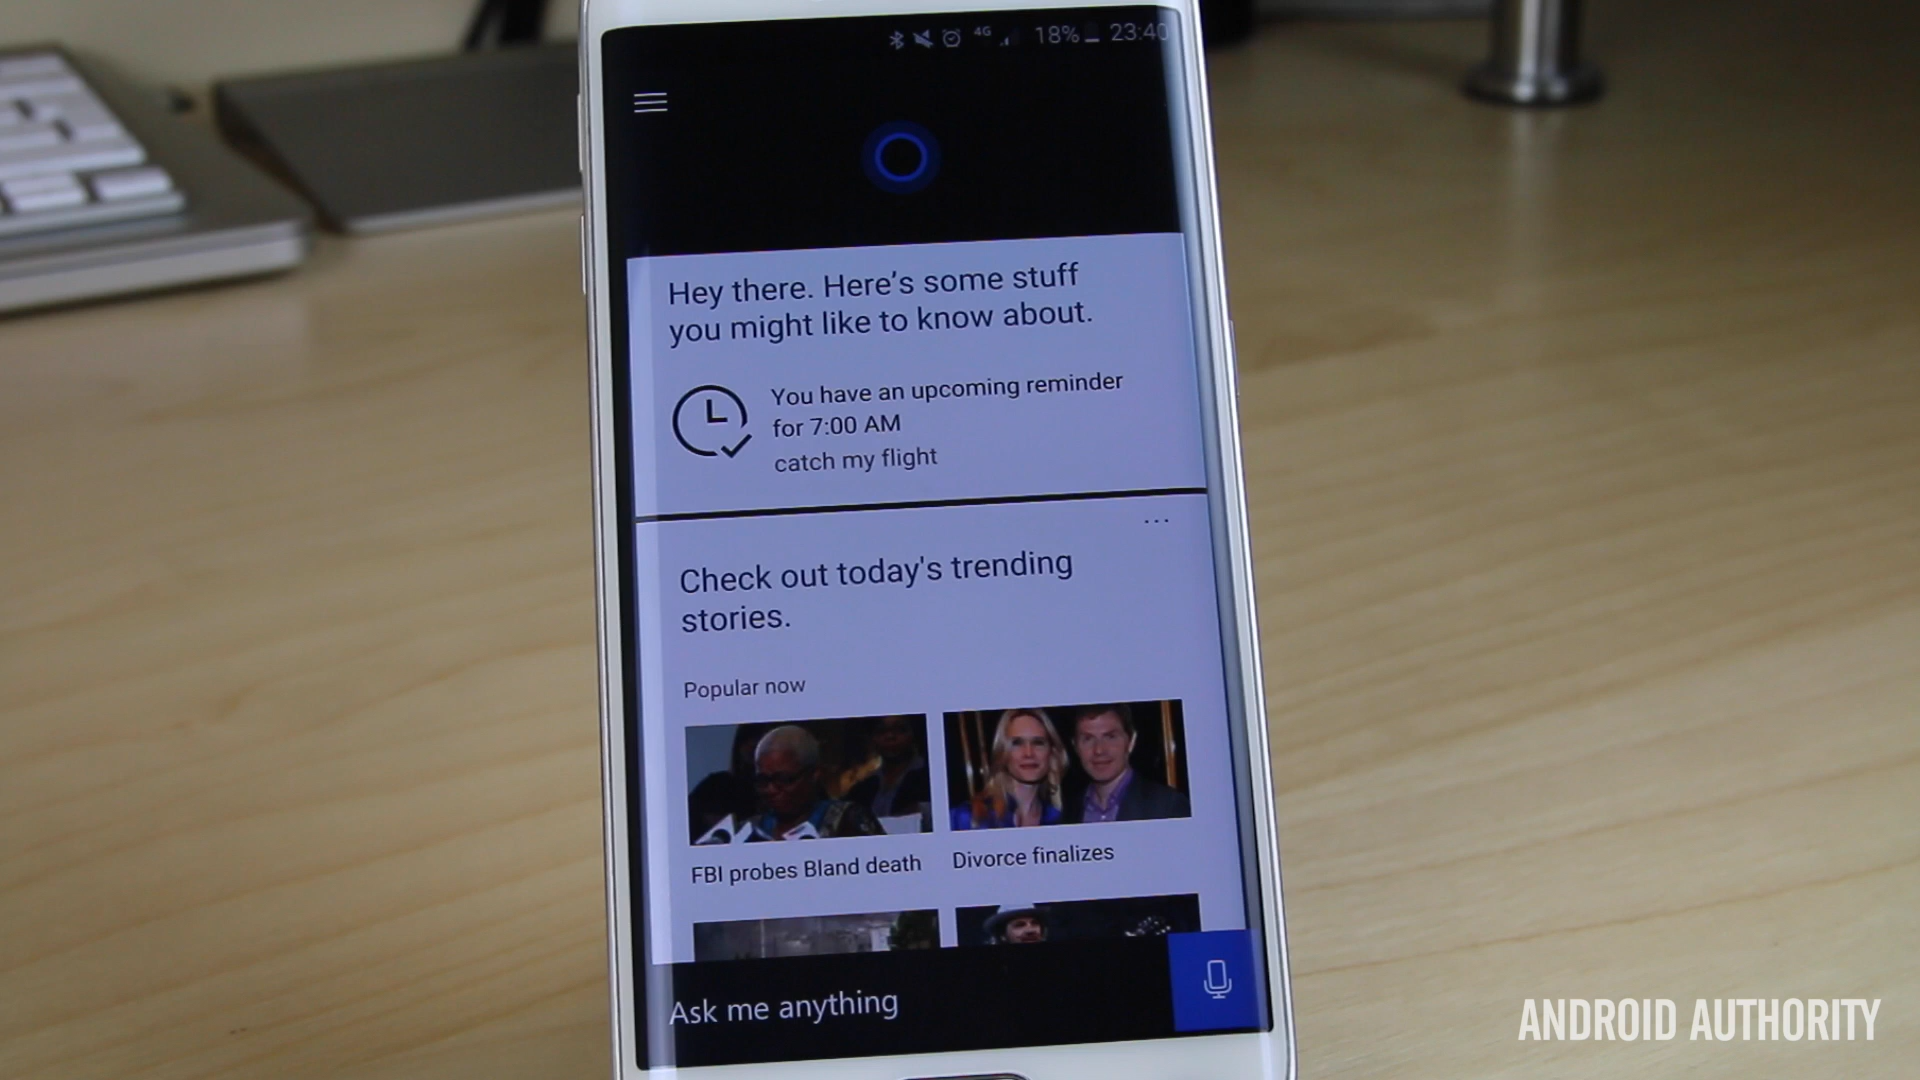 4G 18% 23:40
Hey there. Here's some stuff
you might like to know about.
You have an upcoming reminder
for 7:00 AM
catch my flight
...
Check out today's trending
stories.
Popular now
FBI probes Bland death
Divorce finalizes
Ask me anything
ANDROID AUTHORITY